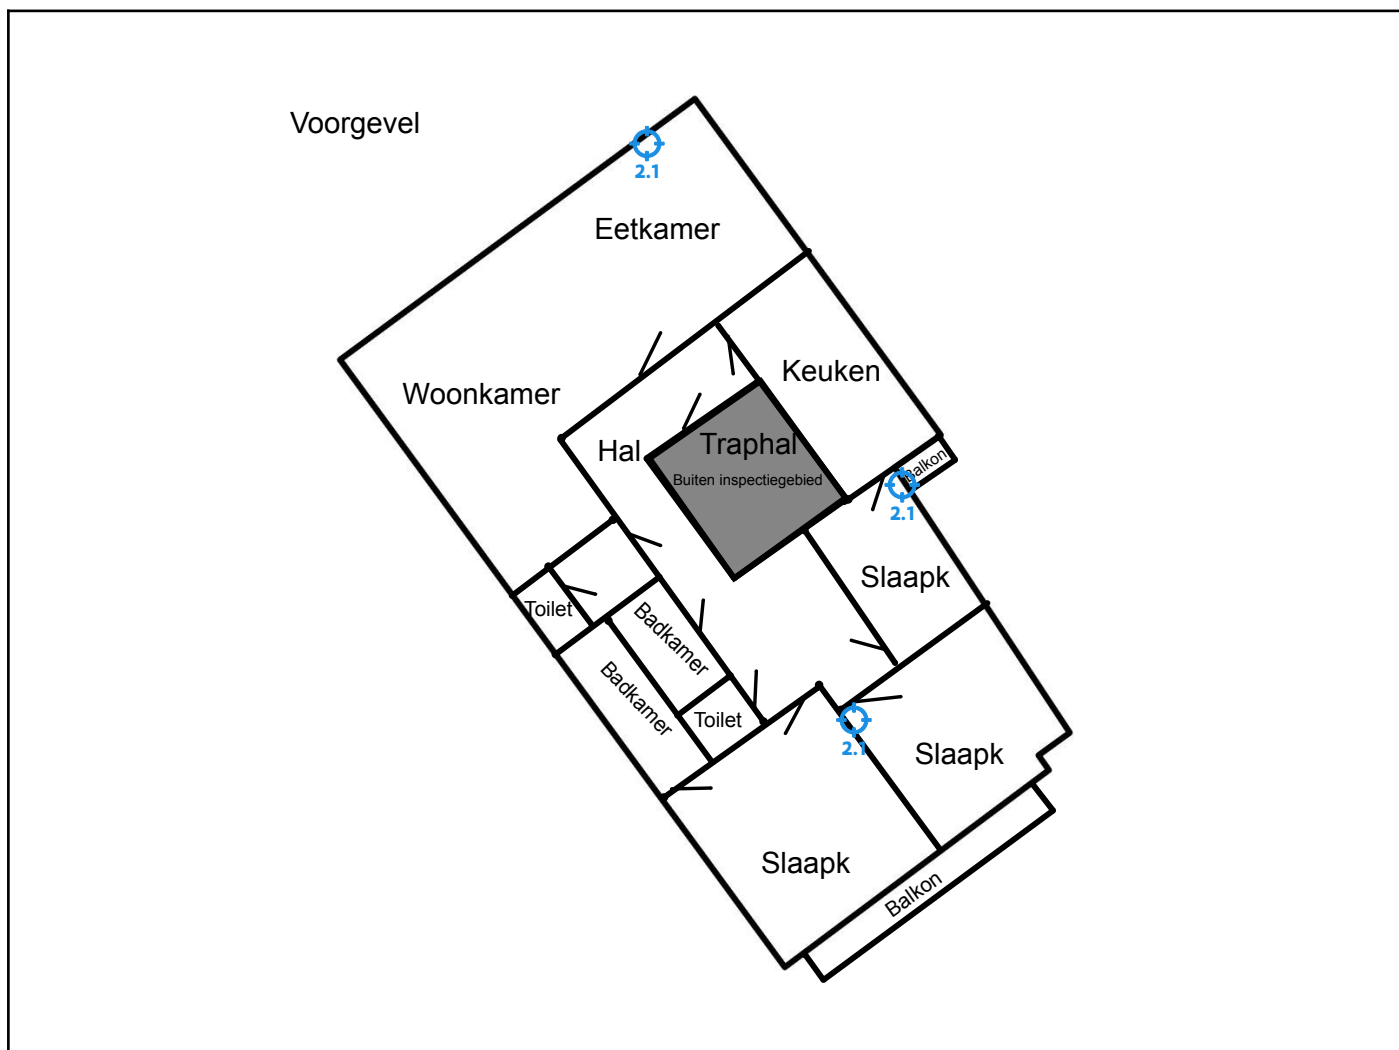 Voorgevel
2.1
Eetkamer
Keuken
Woonkamer
Hal
Traphal
Buiten inspectiegebied
Balkon
2.1
Slaapk
Toilet
Badkamer
Badkamer
Toilet
2.1
Slaapk
Slaapk
Balkon